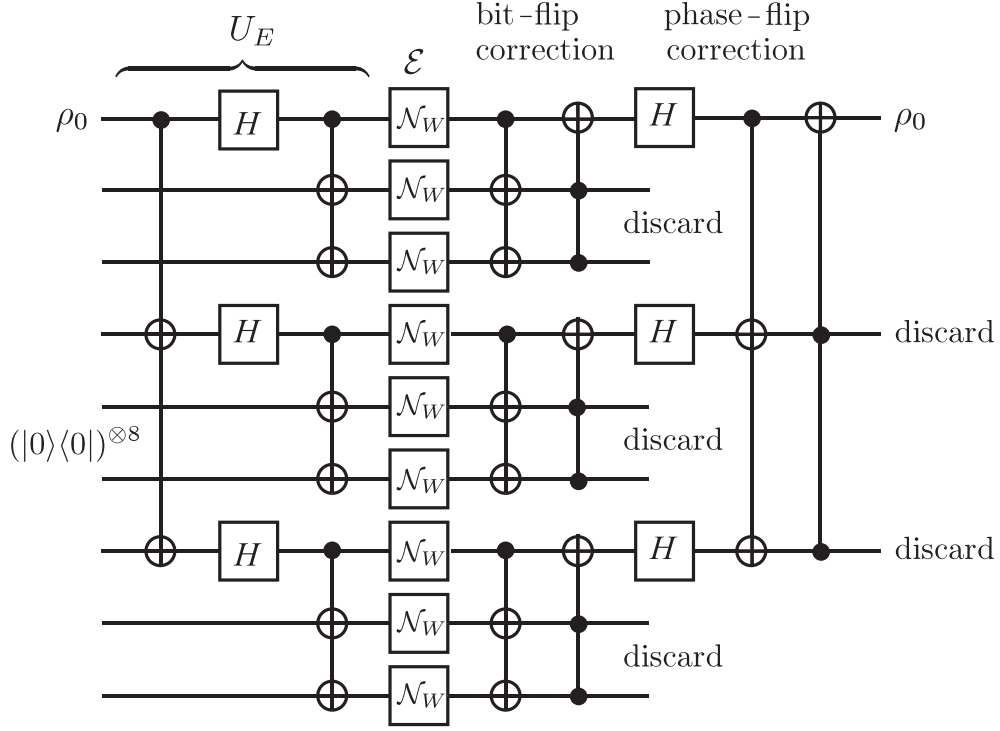 U_E
ℰ
bit-flip
correction
phase-flip
correction
ρ₀ H 𝒩_W H ρ₀
𝒩_W
discard
𝒩_W
H 𝒩_W H discard
𝒩_W
(|0⟩⟨0|)^{⊗8} discard
𝒩_W
H 𝒩_W H discard
𝒩_W
discard
𝒩_W